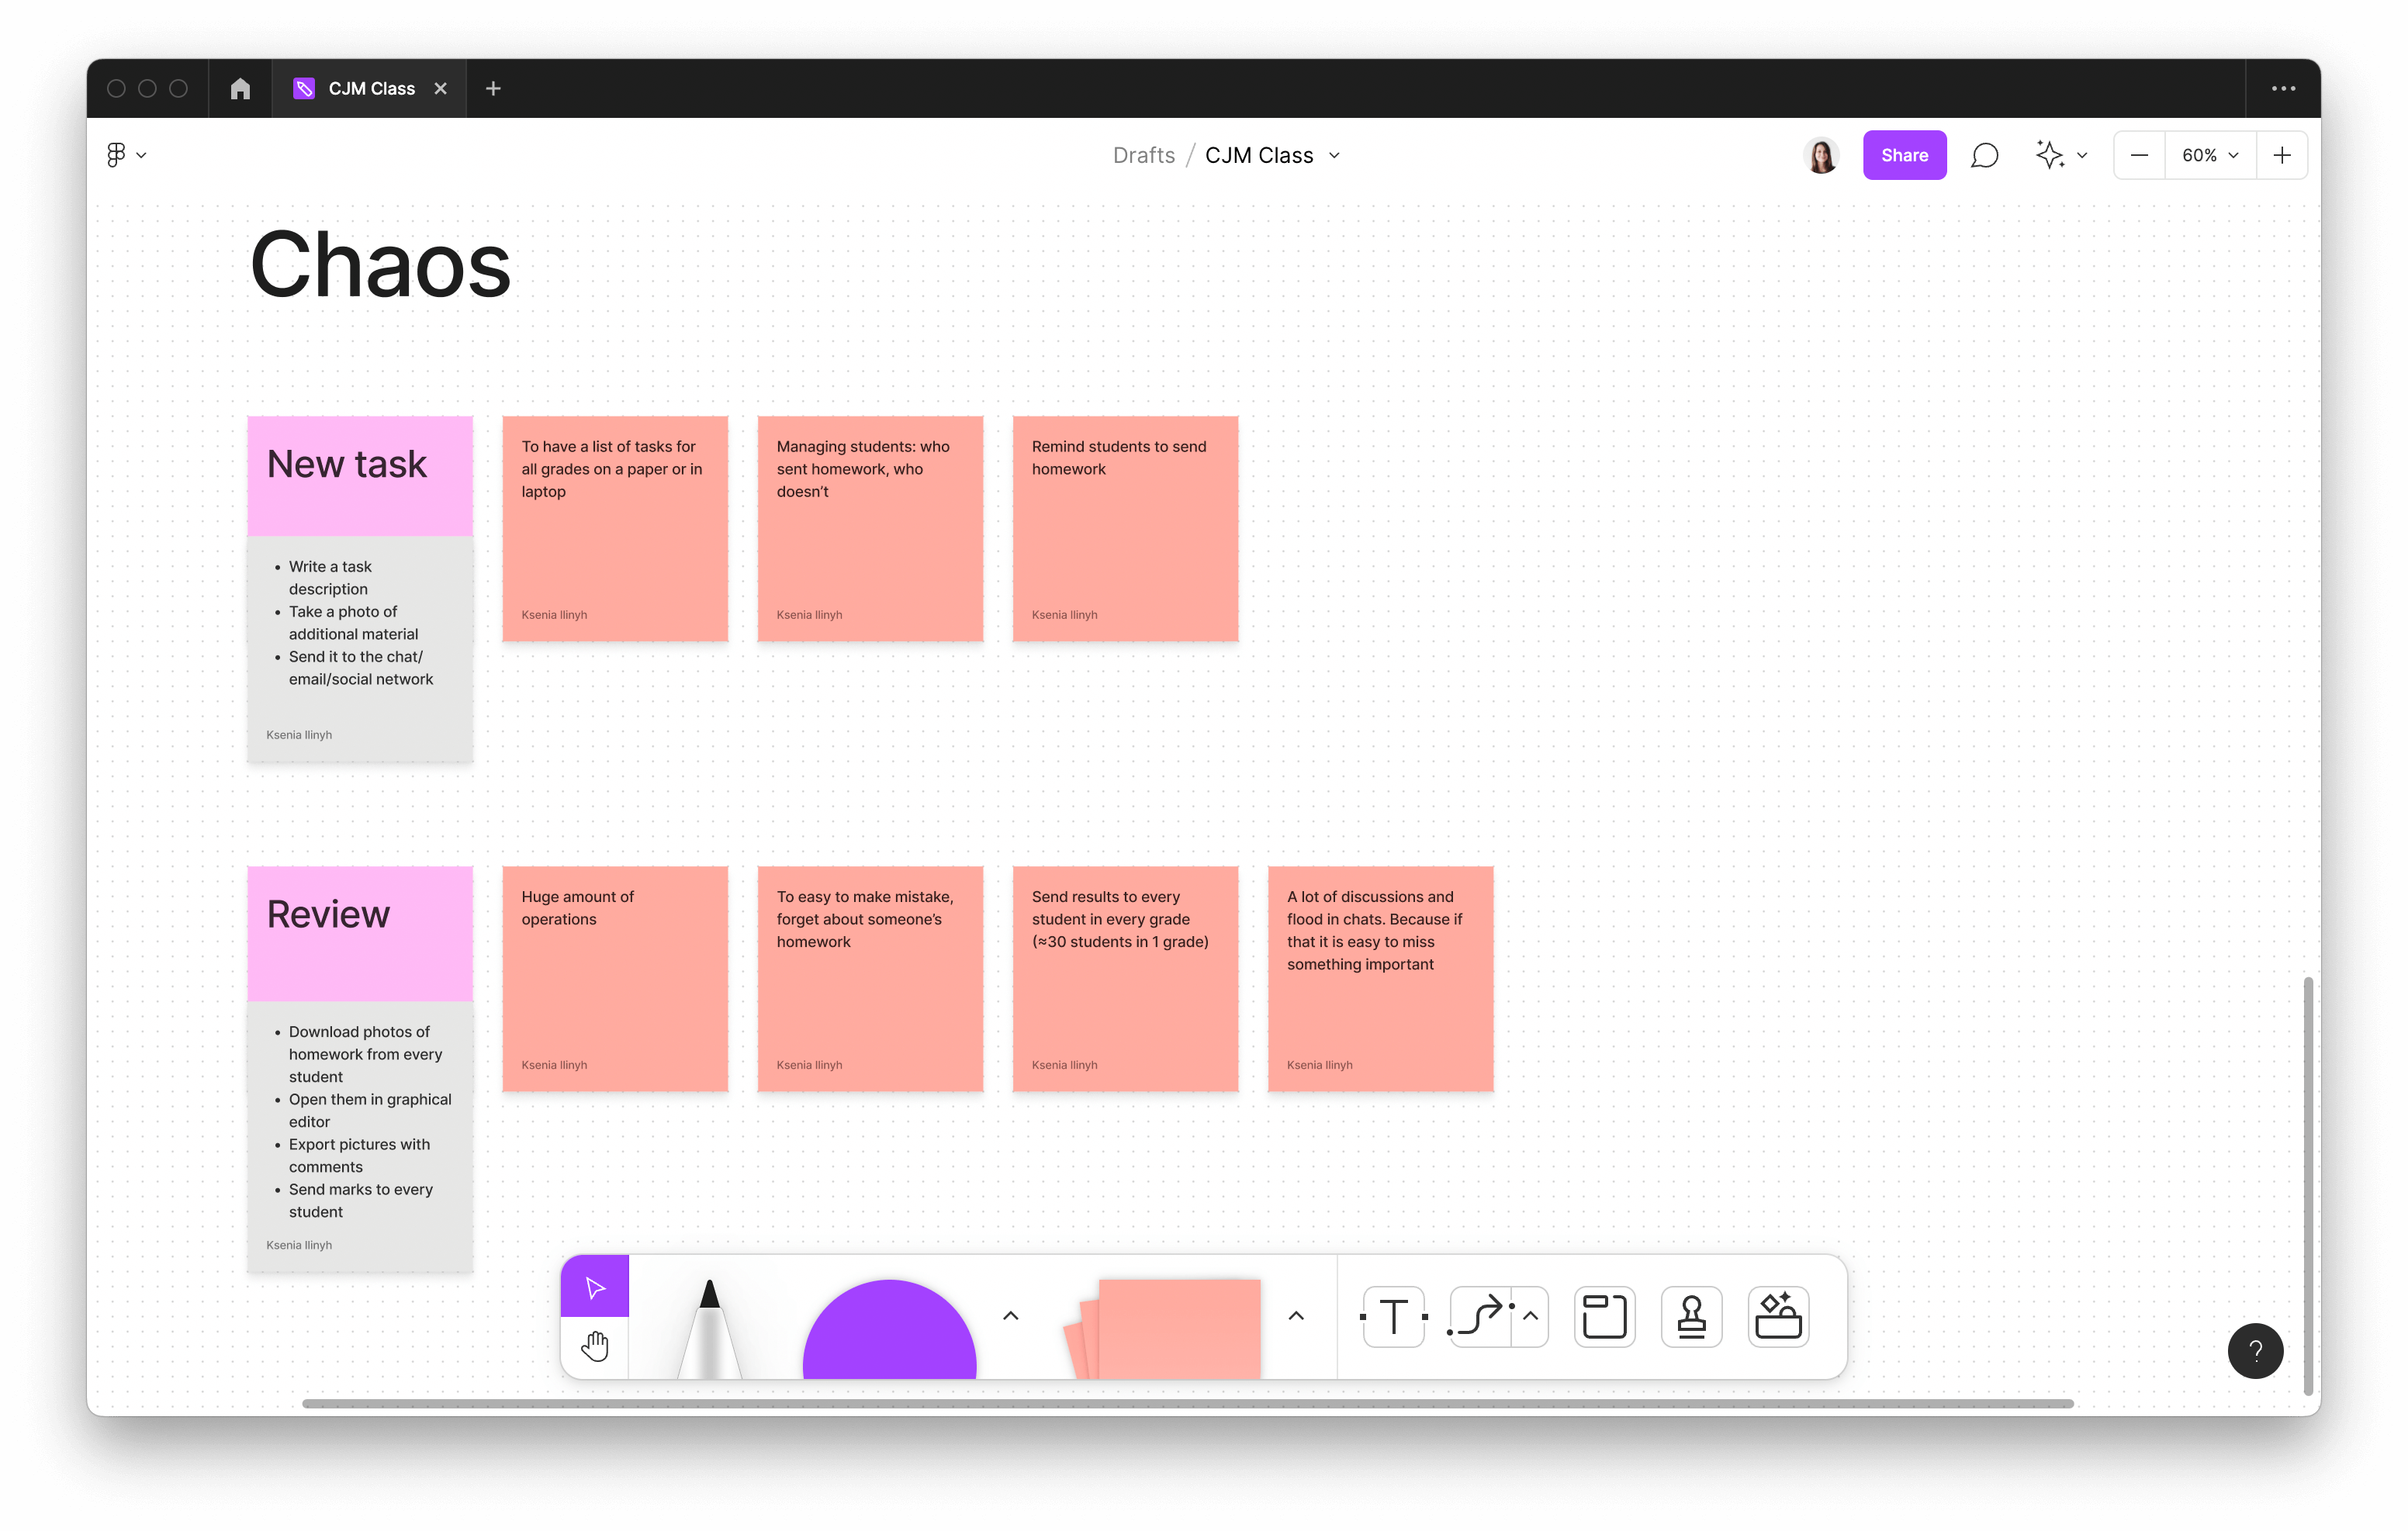 CJM Class
Drafts / CJM Class
Share
60%
Chaos
New task
• Write a task
description
• Take a photo of
additional material
• Send it to the chat/
email/social network
Ksenia Ilinyh
To have a list of tasks for
all grades on a paper or in
laptop
Ksenia Ilinyh
Managing students: who
sent homework, who
doesn’t
Ksenia Ilinyh
Remind students to send
homework
Ksenia Ilinyh
Review
• Download photos of
homework from every
student
• Open them in graphical
editor
• Export pictures with
comments
• Send marks to every
student
Ksenia Ilinyh
Huge amount of
operations
Ksenia Ilinyh
To easy to make mistake,
forget about someone’s
homework
Ksenia Ilinyh
Send results to every
student in every grade
(≈30 students in 1 grade)
Ksenia Ilinyh
A lot of discussions and
flood in chats. Because if
that it is easy to miss
something important
Ksenia Ilinyh
T
?